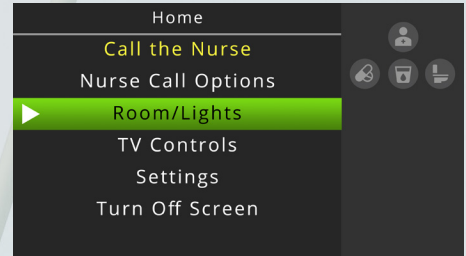 Home
Call the Nurse
Nurse Call Options
Room/Lights
TV Controls
Settings
Turn Off Screen